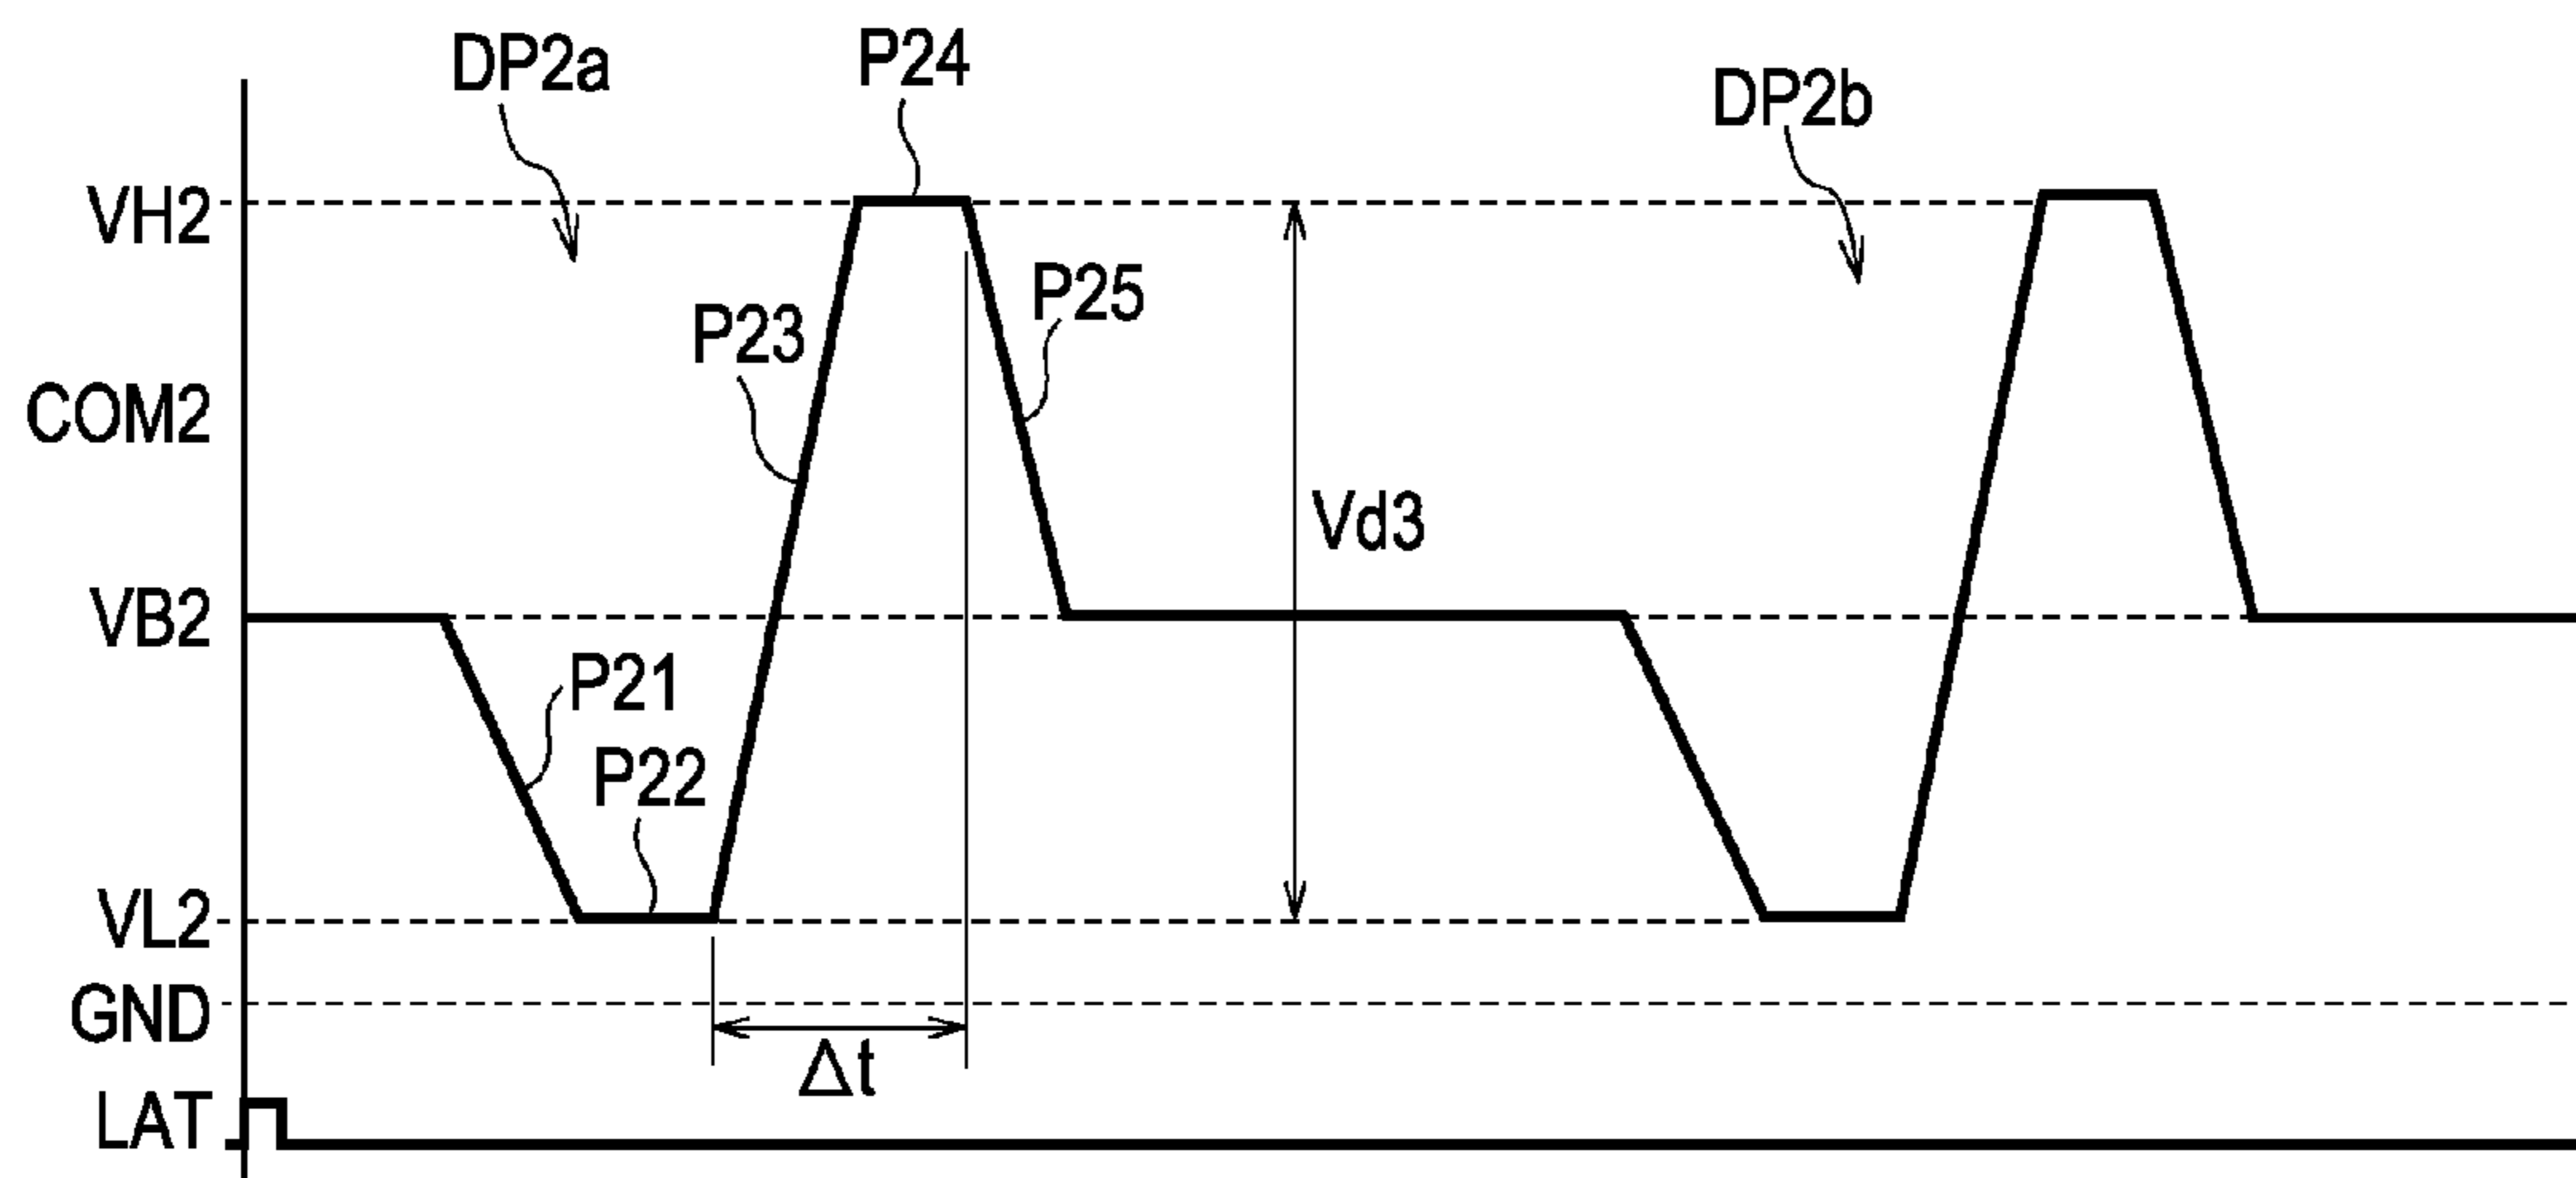 DP2a
P24
DP2b
VH2
P25
P23
COM2
Vd3
VB2
P21
P22
VL2
GND
Δt
LAT